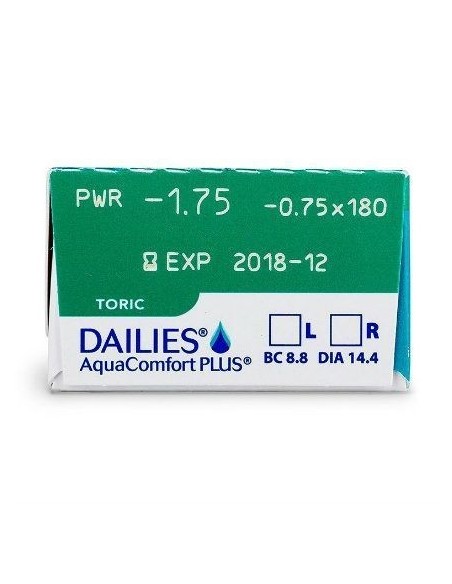 PWR -1.75 -0.75x180
EXP 2018-12
TORIC
DAILIES®
AquaComfort PLUS®
L R
BC 8.8 DIA 14.4